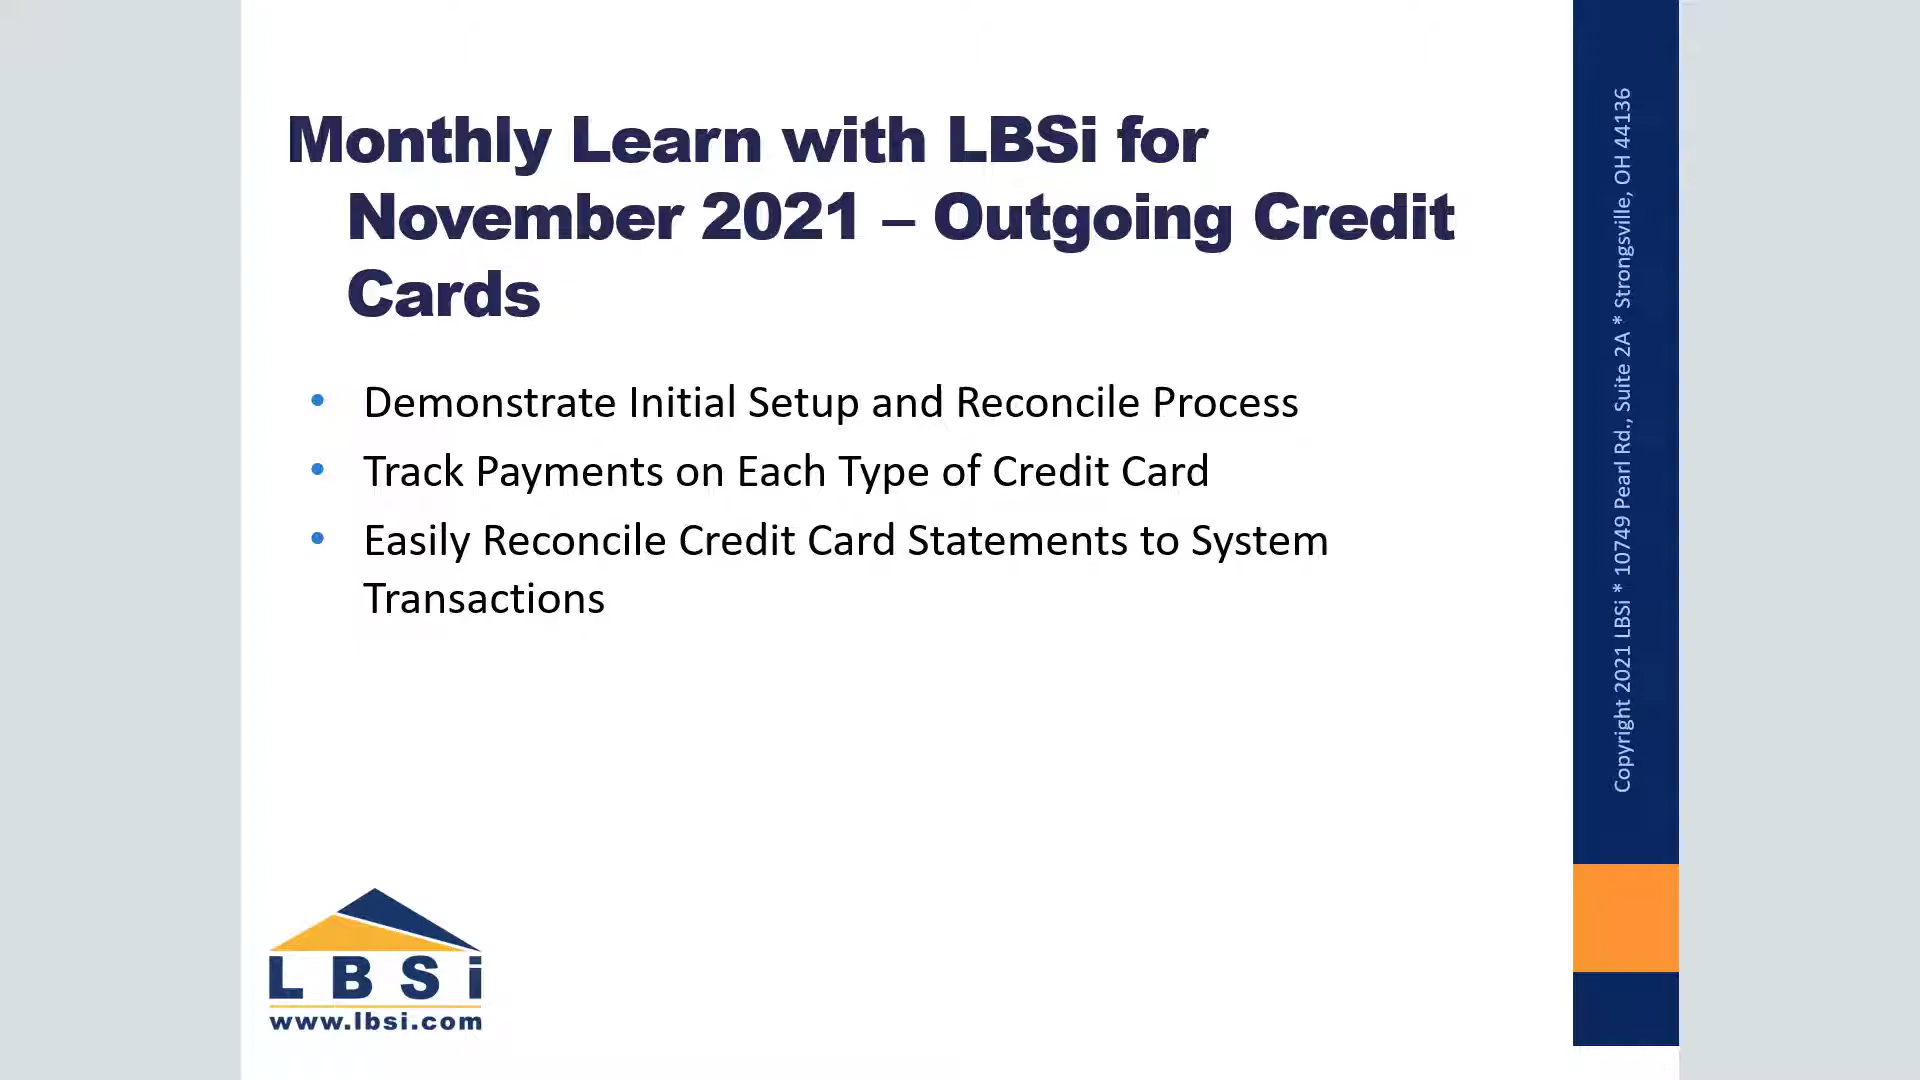 Monthly Learn with LBSi for
November 2021 – Outgoing Credit
Cards
• Demonstrate Initial Setup and Reconcile Process
• Track Payments on Each Type of Credit Card
• Easily Reconcile Credit Card Statements to System
Transactions
LBSi
www.lbsi.com
Copyright 2021 LBSi * 10749 Pearl Rd., Suite 2A * Strongsville, OH 44136